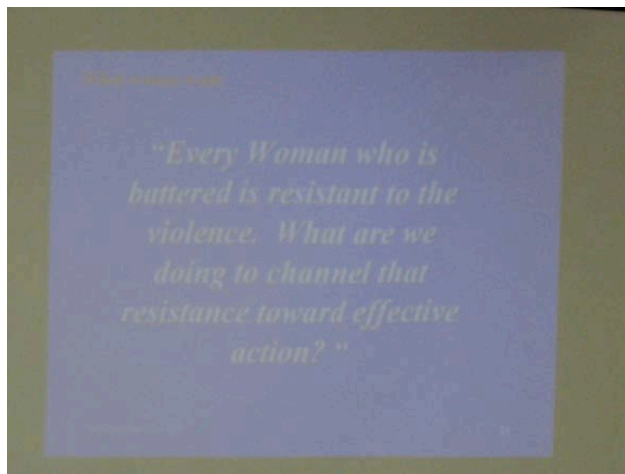 “Every Woman who is
battered is resistant to the
violence. What are we
doing to channel that
resistance toward effective
action? “